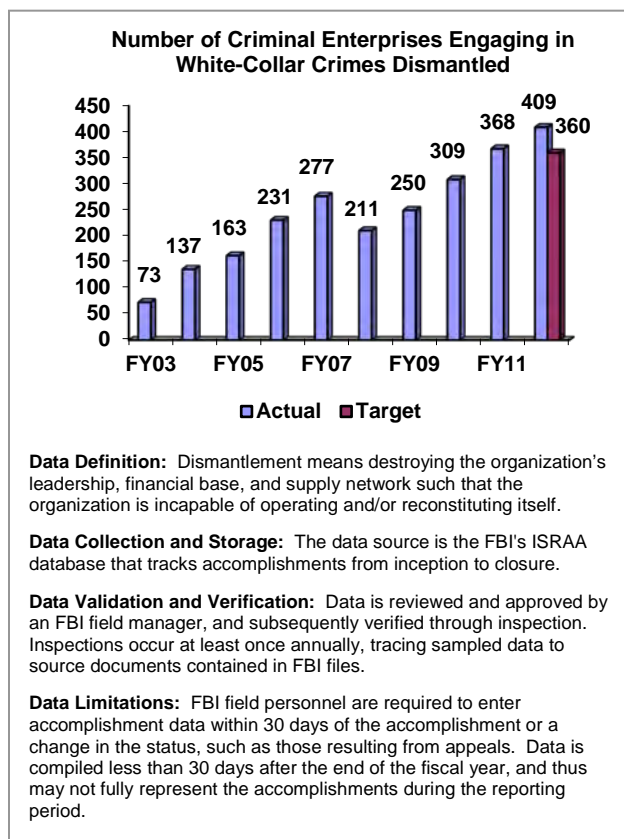 Number of Criminal Enterprises Engaging in
White-Collar Crimes Dismantled
450
400
350
300
250
200
150
100
50
0
73
137
163
231
277
211
250
309
368
409
360
FY03
FY05
FY07
FY09
FY11
Actual
Target
Data Definition: Dismantlement means destroying the organization's
leadership, financial base, and supply network such that the
organization is incapable of operating and/or reconstituting itself.
Data Collection and Storage: The data source is the FBI's ISRAA
database that tracks accomplishments from inception to closure.
Data Validation and Verification: Data is reviewed and approved by
an FBI field manager, and subsequently verified through inspection.
Inspections occur at least once annually, tracing sampled data to
source documents contained in FBI files.
Data Limitations: FBI field personnel are required to enter
accomplishment data within 30 days of the accomplishment or a
change in the status, such as those resulting from appeals. Data is
compiled less than 30 days after the end of the fiscal year, and thus
may not fully represent the accomplishments during the reporting
period.